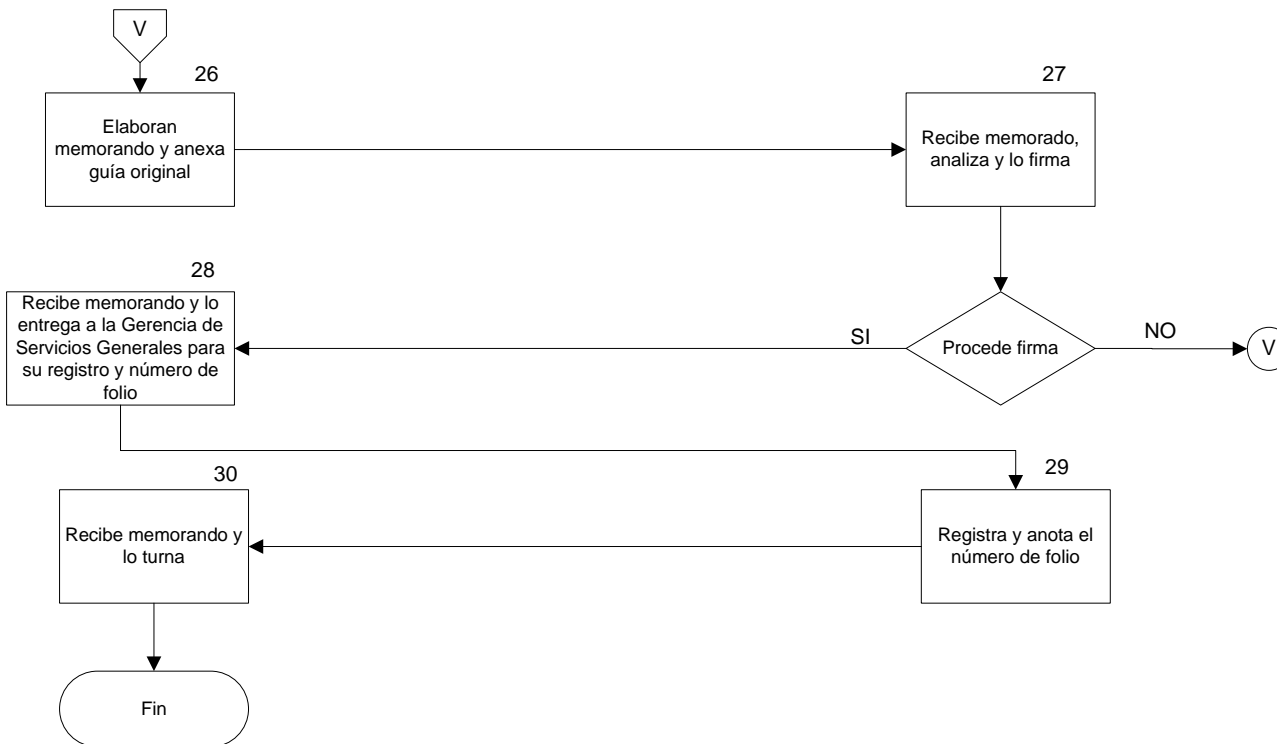 V
26
Elaboran
memorando y anexa
guía original
27
Recibe memorado,
analiza y lo firma
28
Recibe memorando y lo
entrega a la Gerencia de
Servicios Generales para
su registro y número de
folio
SI
Procede firma
NO
V
30
Recibe memorando y
lo turna
29
Registra y anota el
número de folio
Fin